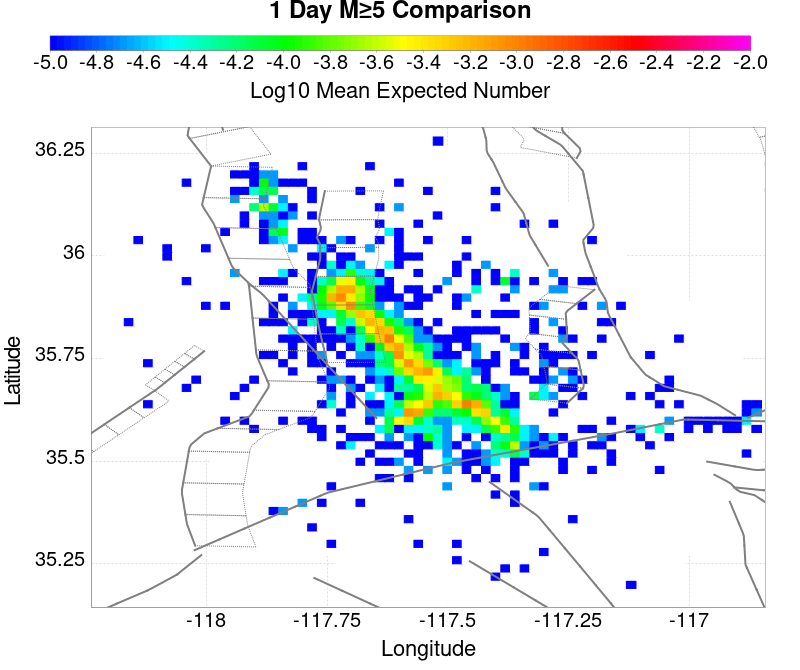 1 Day M≥5 Comparison
-5.0 -4.8 -4.6 -4.4 -4.2 -4.0 -3.8 -3.6 -3.4 -3.2 -3.0 -2.8 -2.6 -2.4 -2.2 -2.0
Log10 Mean Expected Number
36.25
36
35.75
35.5
35.25
Latitude
-118 -117.75 -117.5 -117.25 -117
Longitude